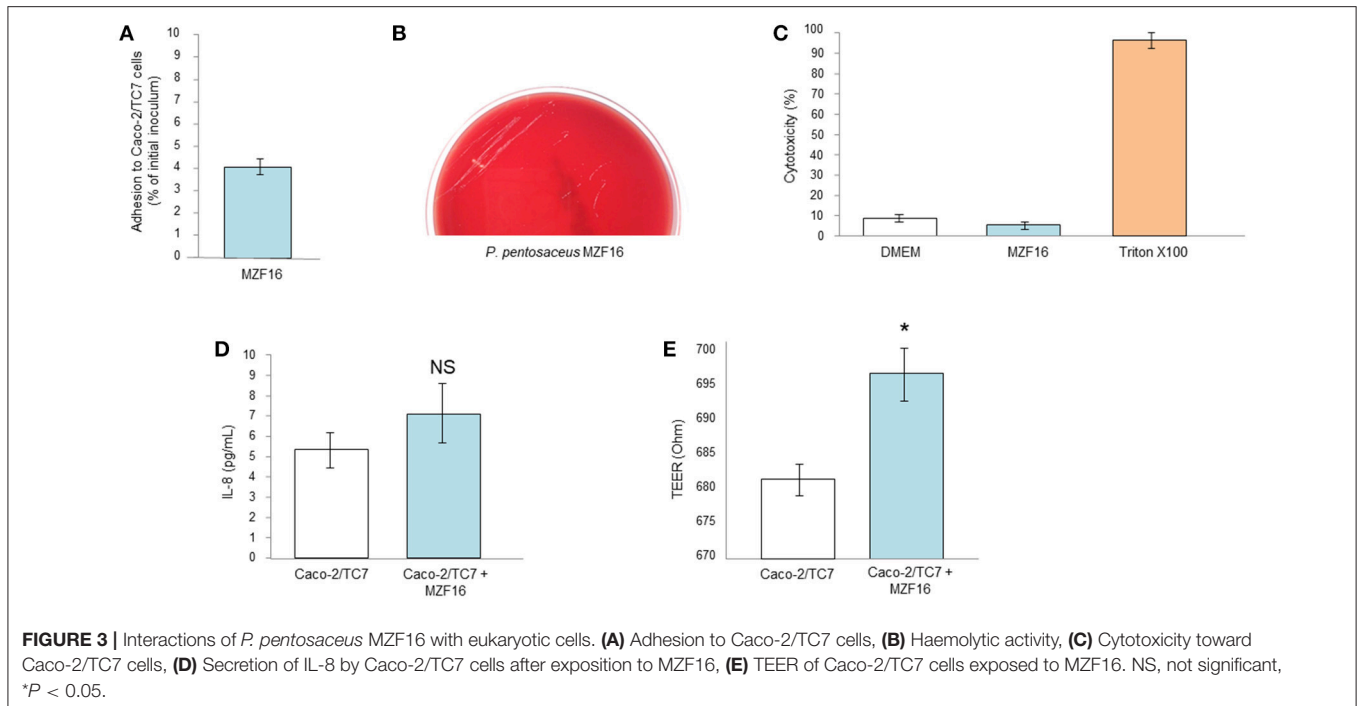 A
Adhesion to Caco-2/TC7 cells
(% of initial inoculum)
10
9
8
7
6
5
4
3
2
1
0
MZF16
B
P. pentosaceus MZF16
C
Cytotoxicity (%)
100
90
80
70
60
50
40
30
20
10
0
DMEM
MZF16
Triton X100
D
IL-8 (pg/mL)
10
9
8
7
6
5
4
3
2
1
0
NS
Caco-2/TC7
Caco-2/TC7 +
MZF16
E
TEER (Ohm)
700
695
690
685
680
675
670
*
Caco-2/TC7
Caco-2/TC7 +
MZF16
FIGURE 3 | Interactions of P. pentosaceus MZF16 with eukaryotic cells. (A) Adhesion to Caco-2/TC7 cells, (B) Haemolytic activity, (C) Cytotoxicity toward
Caco-2/TC7 cells, (D) Secretion of IL-8 by Caco-2/TC7 cells after exposition to MZF16, (E) TEER of Caco-2/TC7 cells exposed to MZF16. NS, not significant,
*P < 0.05.